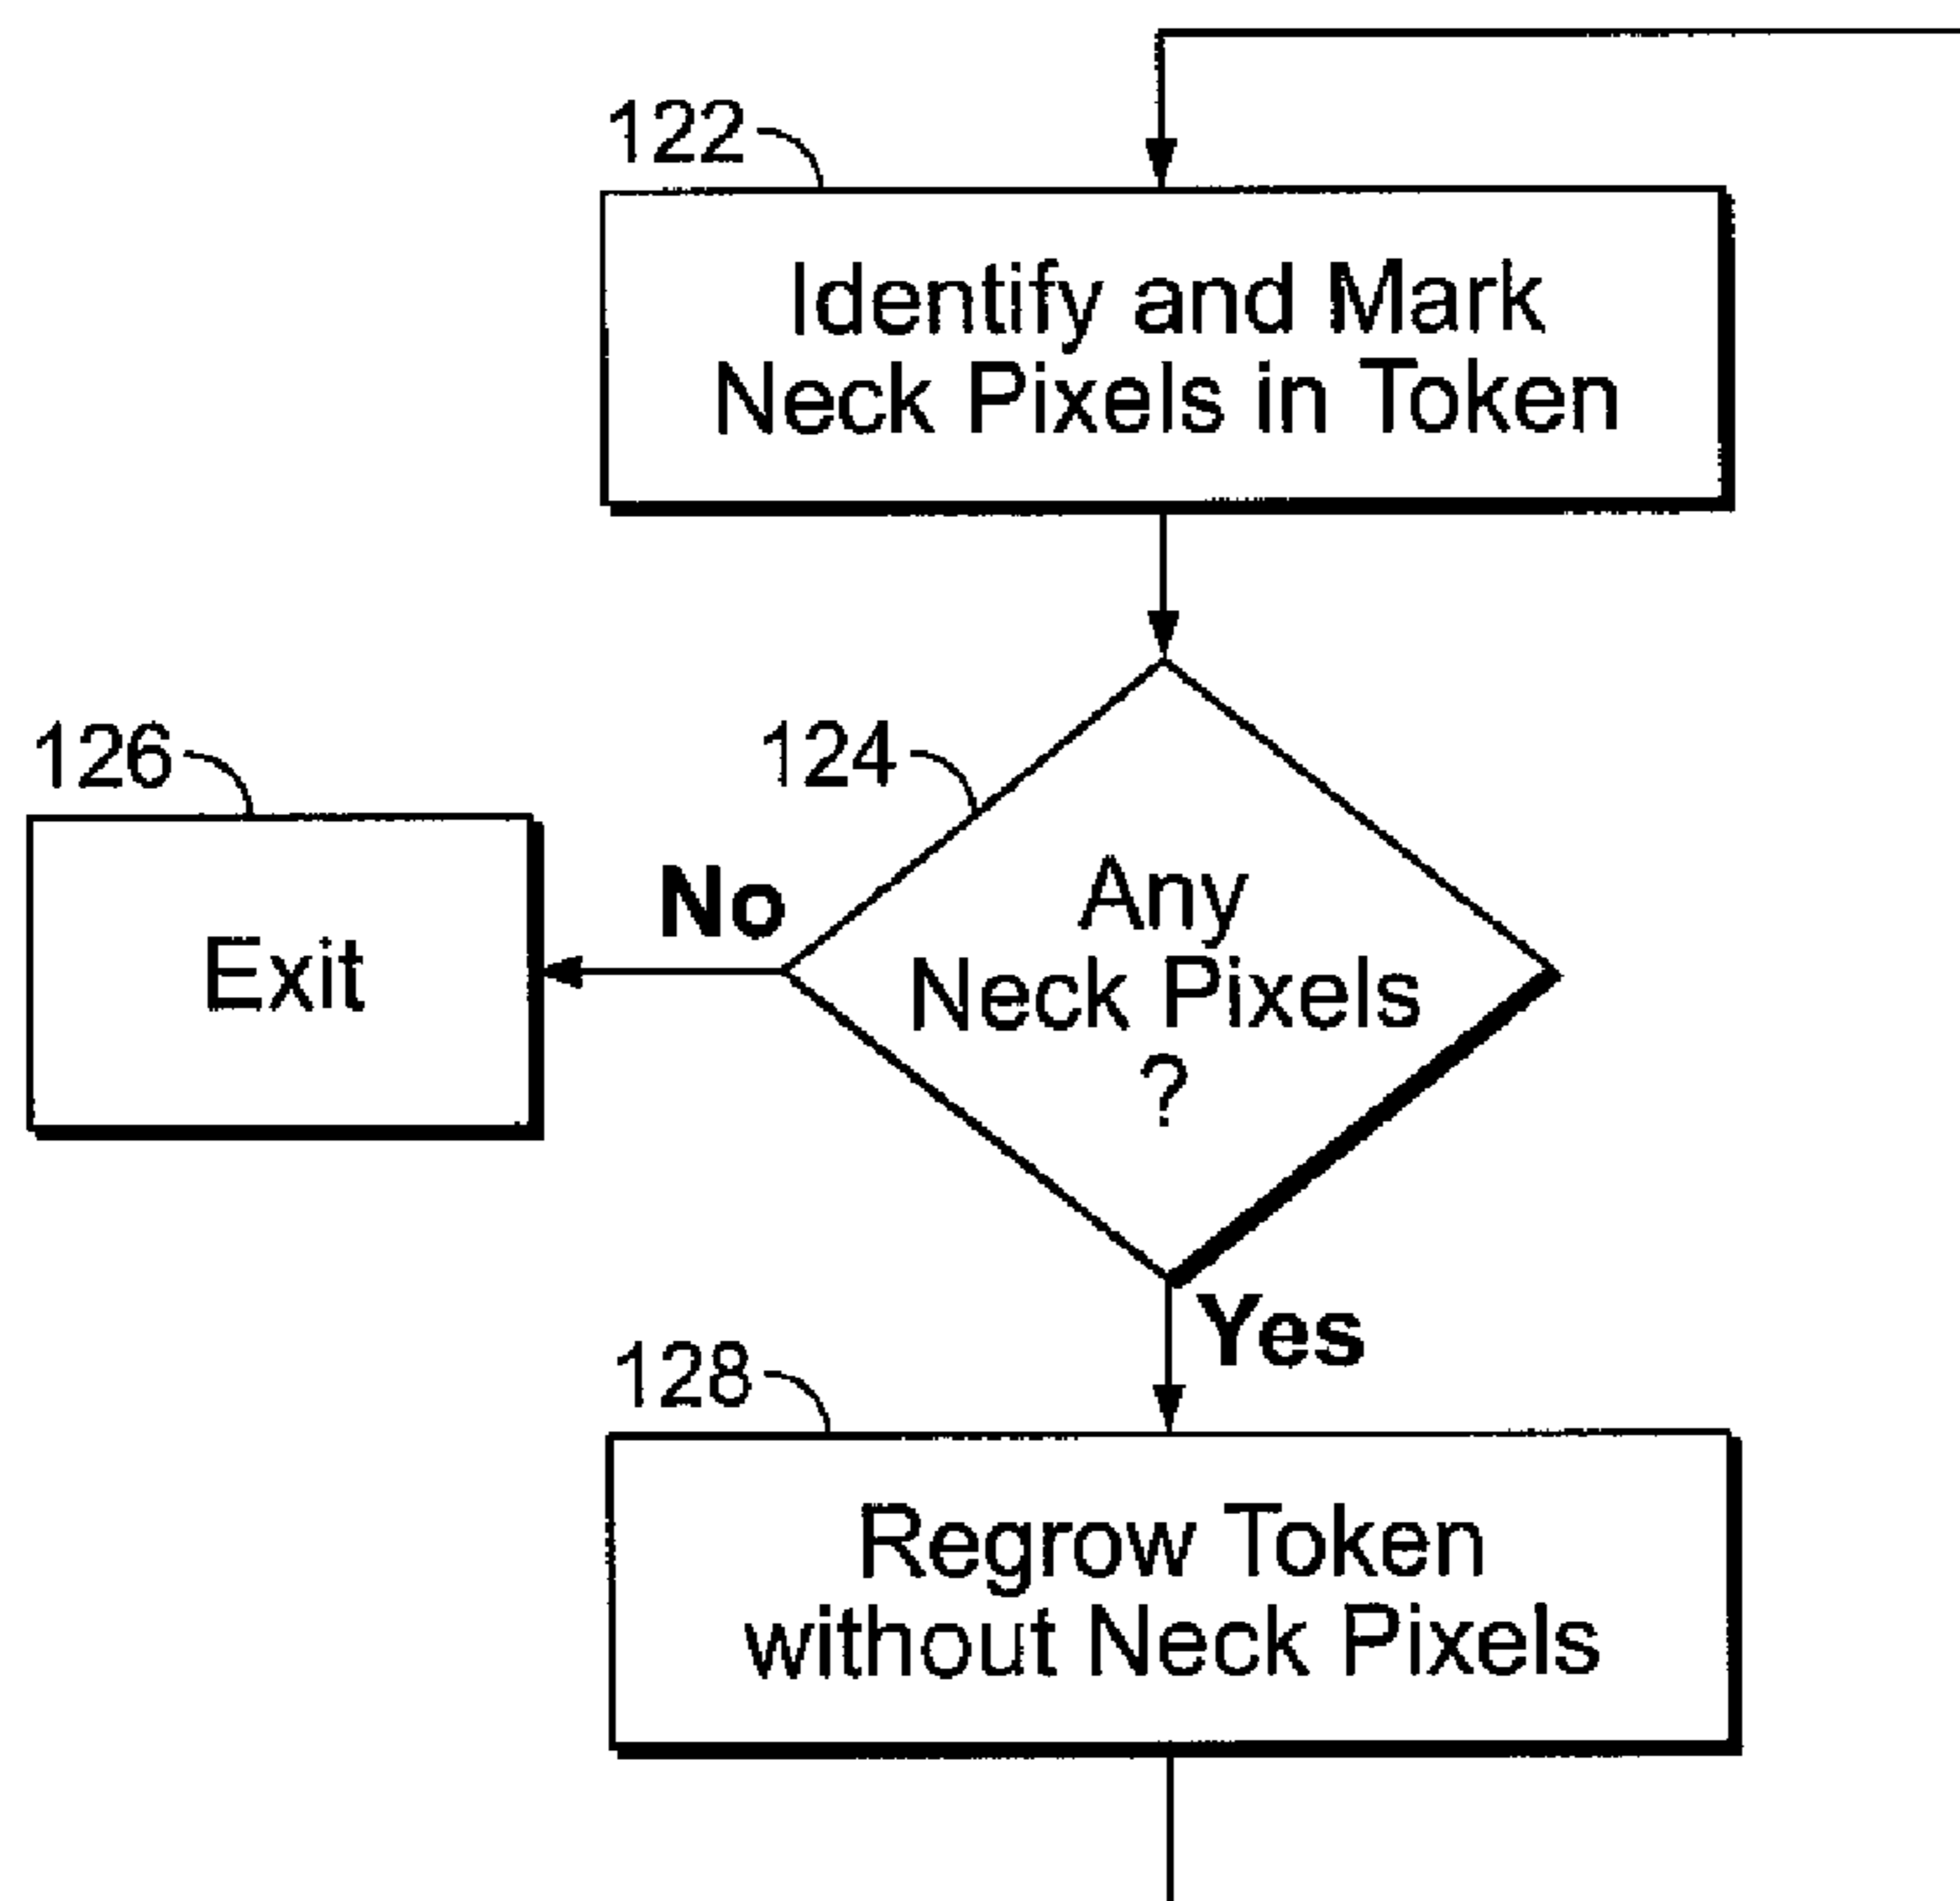 122
Identify and Mark
Neck Pixels in Token
126
124
No
Any
Neck Pixels
?
Exit
Yes
128
Regrow Token
without Neck Pixels